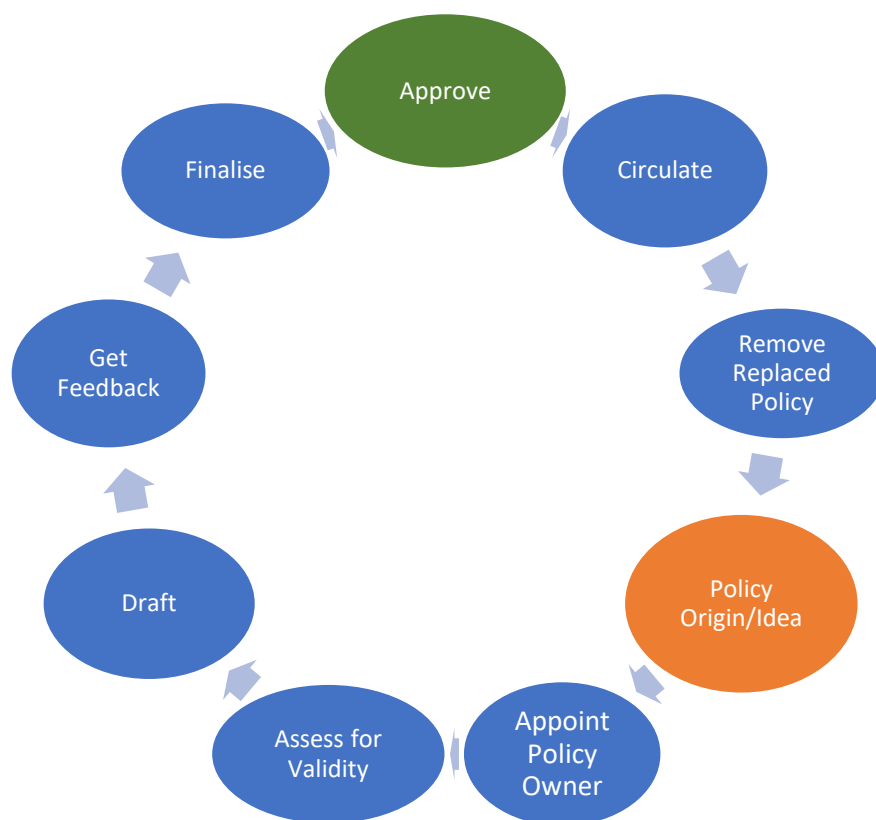 Approve
Circulate
Remove
Replaced
Policy
Policy
Origin/Idea
Appoint
Policy
Owner
Assess for
Validity
Draft
Get
Feedback
Finalise